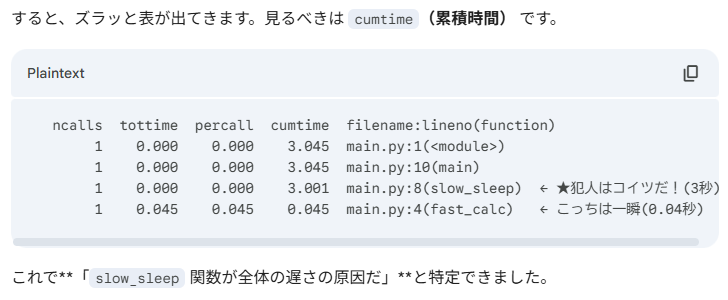 すると、ズラッと表が出てきます。見るべきは cumtime（累積時間） です。
Plaintext
ncalls  tottime  percall  cumtime  filename:lineno(function)
     1    0.000    0.000    3.045  main.py:1(<module>)
     1    0.000    0.000    3.045  main.py:10(main)
     1    0.000    0.000    3.001  main.py:8(slow_sleep)  ← ★犯人はコイツだ！(3秒)
     1    0.045    0.045    0.045  main.py:4(fast_calc)   ← こっちは一瞬(0.04秒)
これで**「slow_sleep 関数が全体の遅さの原因だ」**と特定できました。